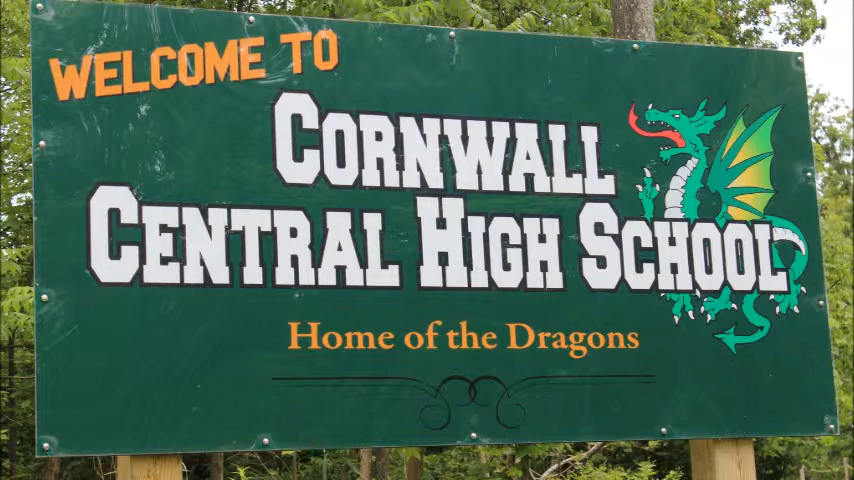 WELCOME TO
CORNWALL
CENTRAL HIGH SCHOOL
Home of the Dragons